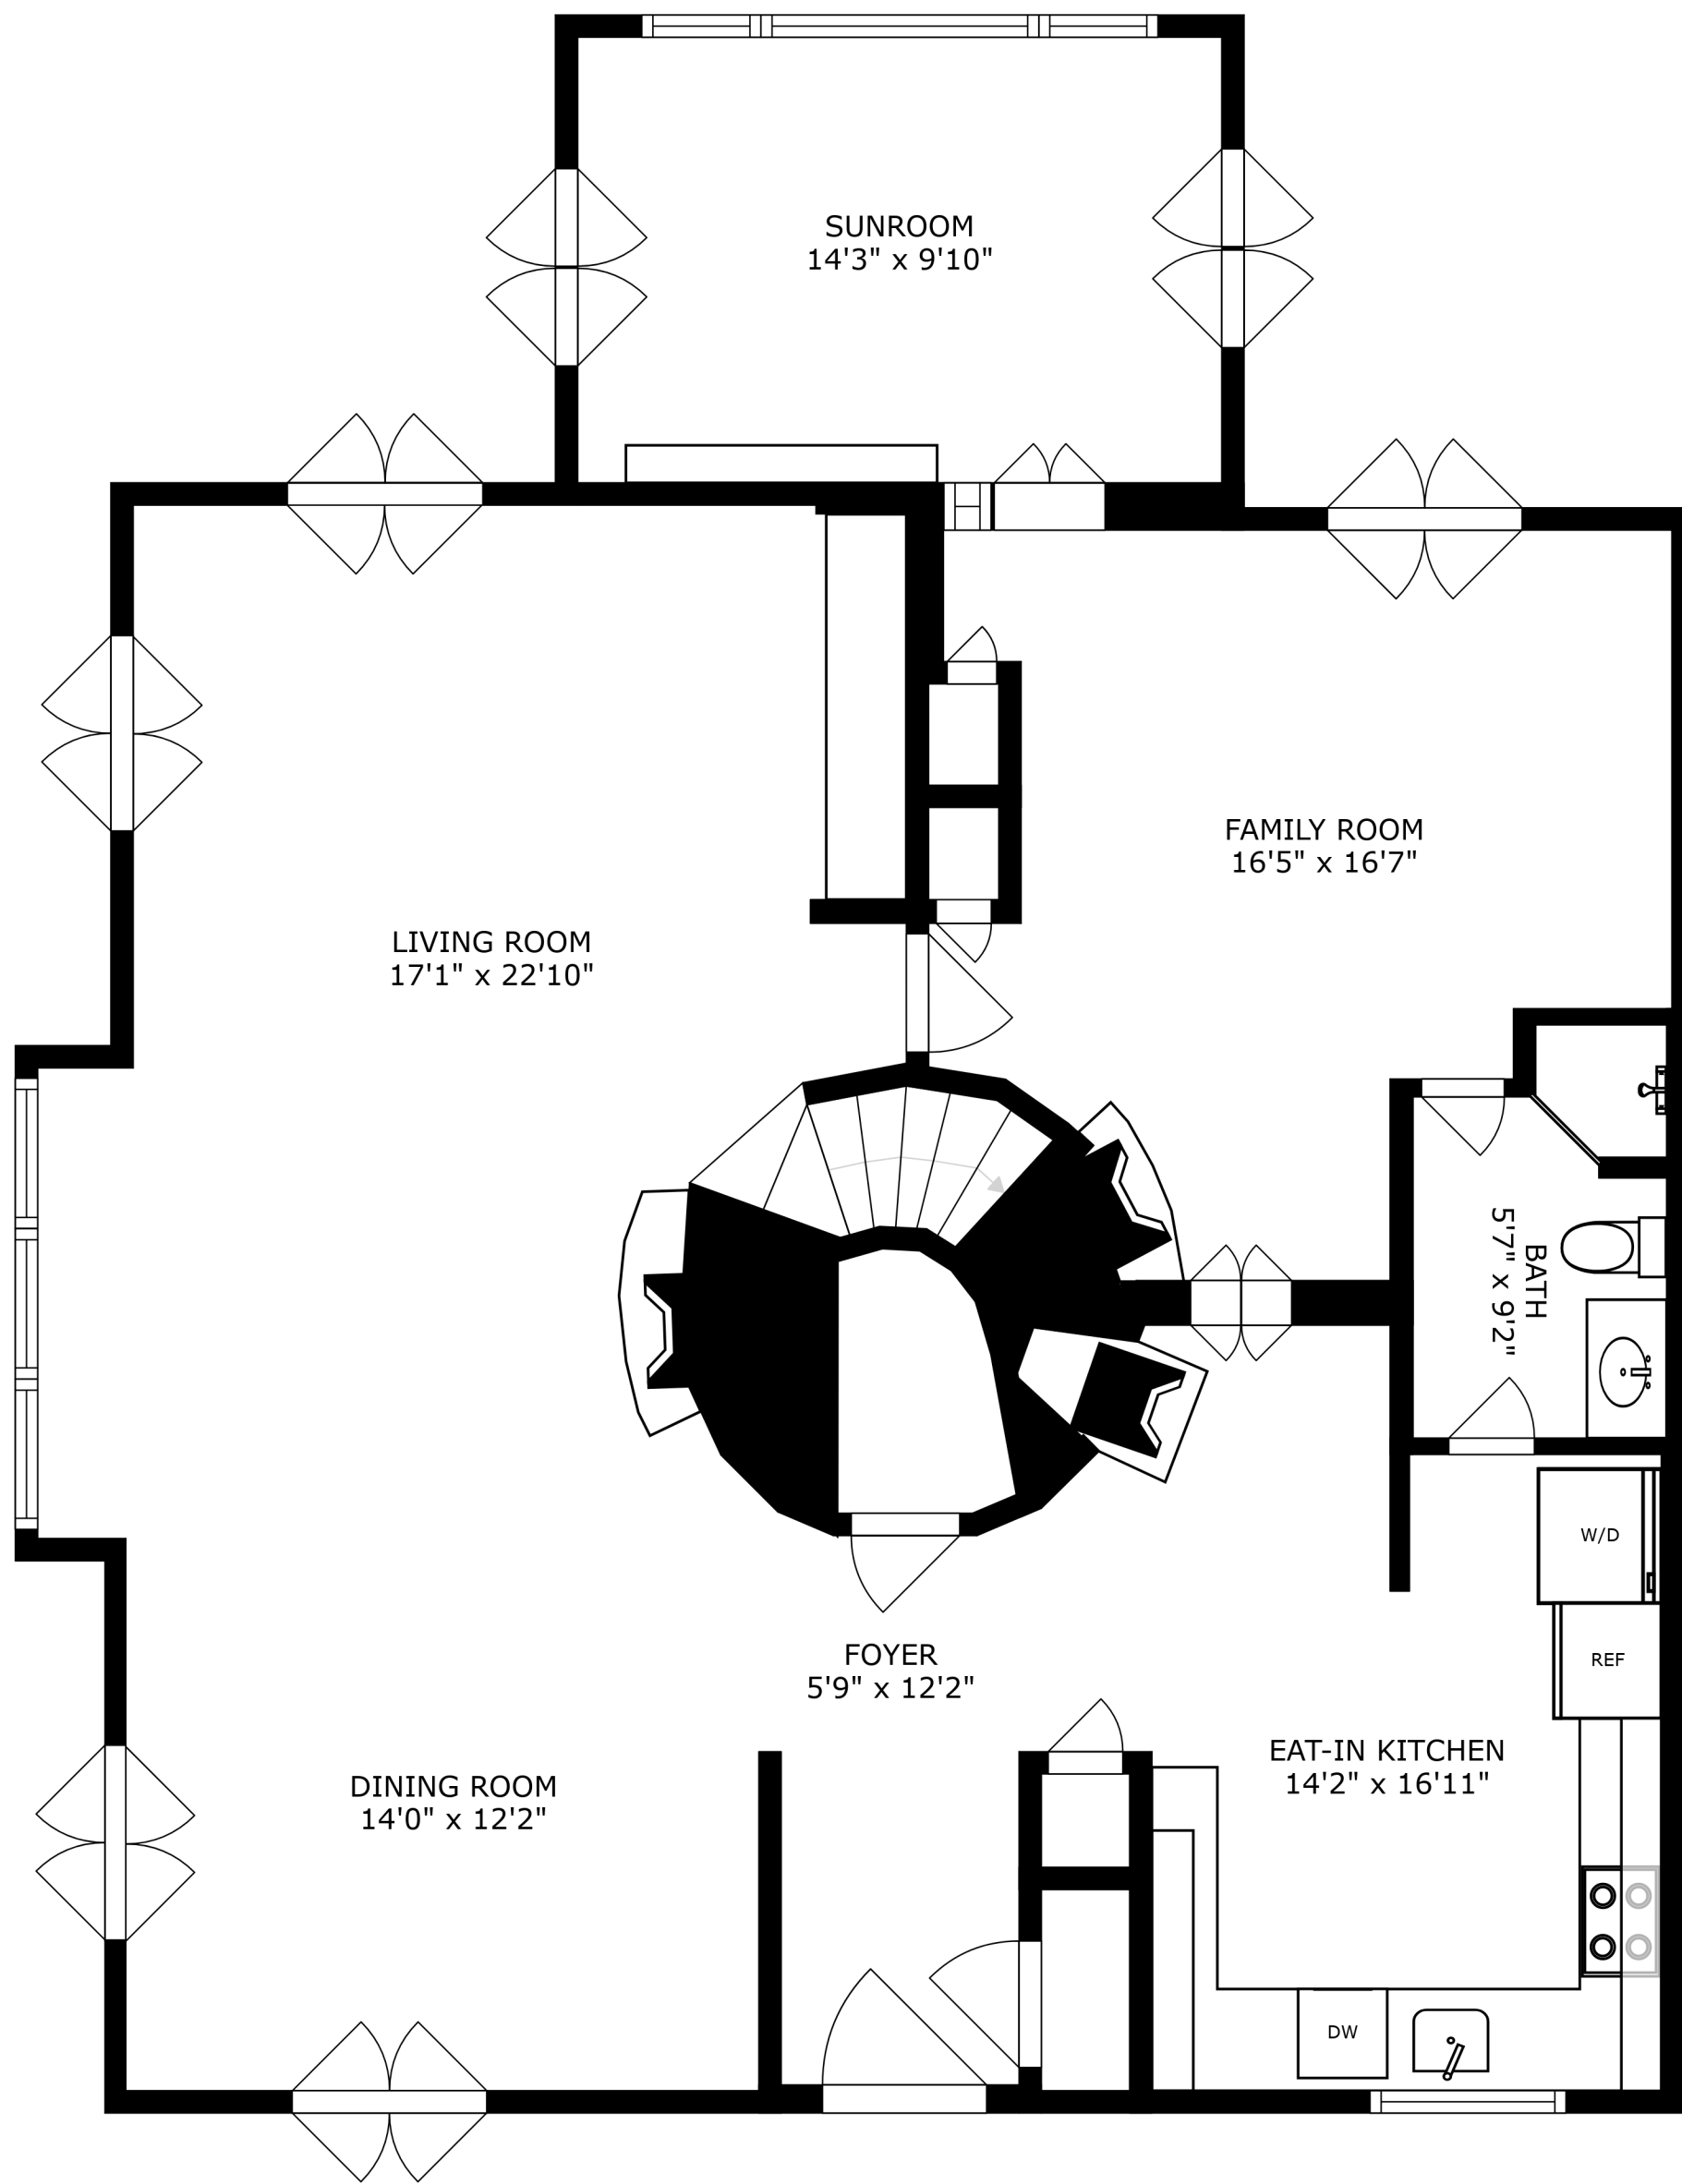 SUNROOM
14'3" x 9'10"
FAMILY ROOM
16'5" x 16'7"
LIVING ROOM
17'1" x 22'10"
BATH
5'7" x 9'2"
W/D
REF
FOYER
5'9" x 12'2"
EAT-IN KITCHEN
14'2" x 16'11"
DINING ROOM
14'0" x 12'2"
DW